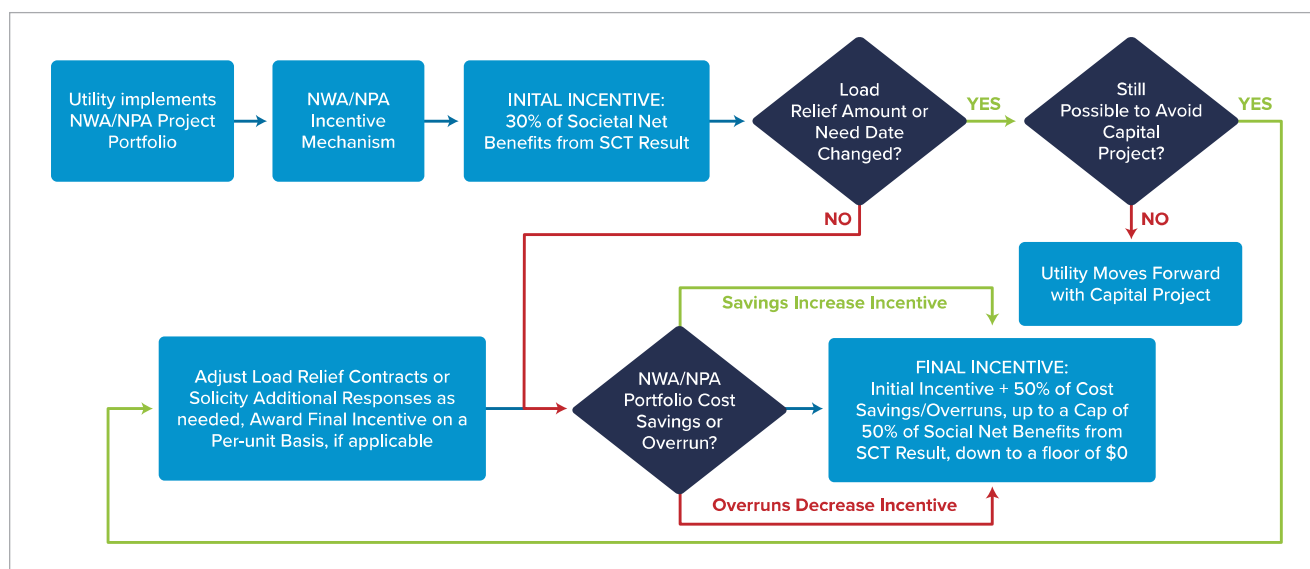 Utility implements
NWA/NPA Project
Portfolio
NWA/NPA
Incentive
Mechanism
INITAL INCENTIVE:
30% of Societal Net
Benefits from SCT Result
Load
Relief Amount or
Need Date
Changed?
YES
Still
Possible to Avoid
Capital
Project?
YES
NO
NO
Utility Moves Forward
with Capital Project
Savings Increase Incentive
Adjust Load Relief Contracts or
Solicity Additional Responses as
needed, Award Final Incentive on a
Per-unit Basis, if applicable
NWA/NPA
Portfolio Cost
Savings or
Overrun?
FINAL INCENTIVE:
Initial Incentive + 50% of Cost
Savings/Overruns, up to a Cap of
50% of Social Net Benefits from
SCT Result, down to a floor of $0
Overruns Decrease Incentive